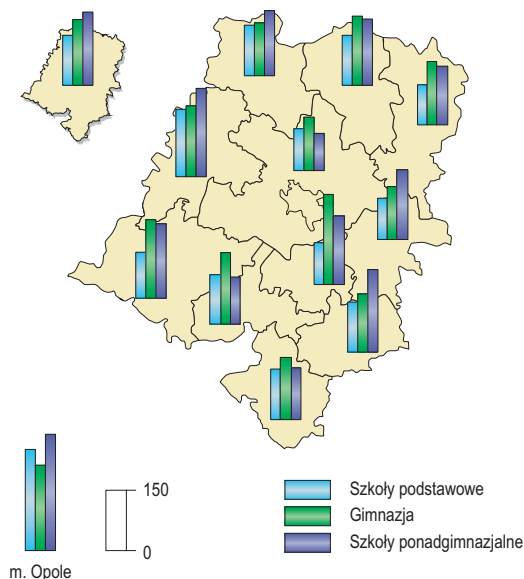 150
0
m. Opole
Szkoły podstawowe
Gimnazja
Szkoły ponadgimnazjalne